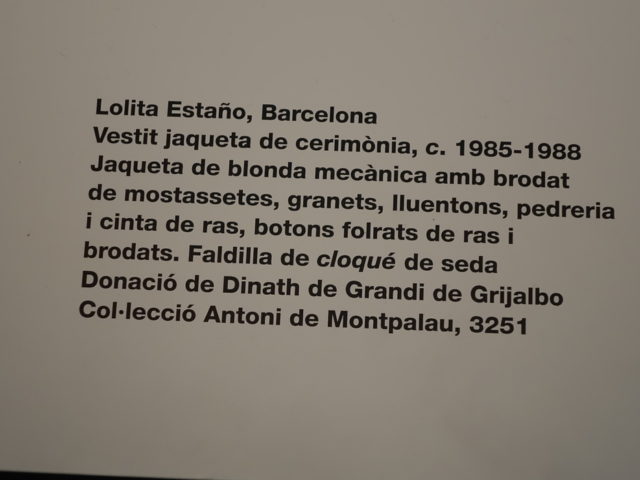 Lolita Estaño, Barcelona
Vestit jaqueta de cerimònia, c. 1985-1988
Jaqueta de blonda mecànica amb brodat
de mostassetes, granets, lluentons, pedreria
i cinta de ras, botons folrats de ras i
brodats. Faldilla de cloqué de seda
Donació de Dinath de Grandi de Grijalbo
Col·lecció Antoni de Montpalau, 3251